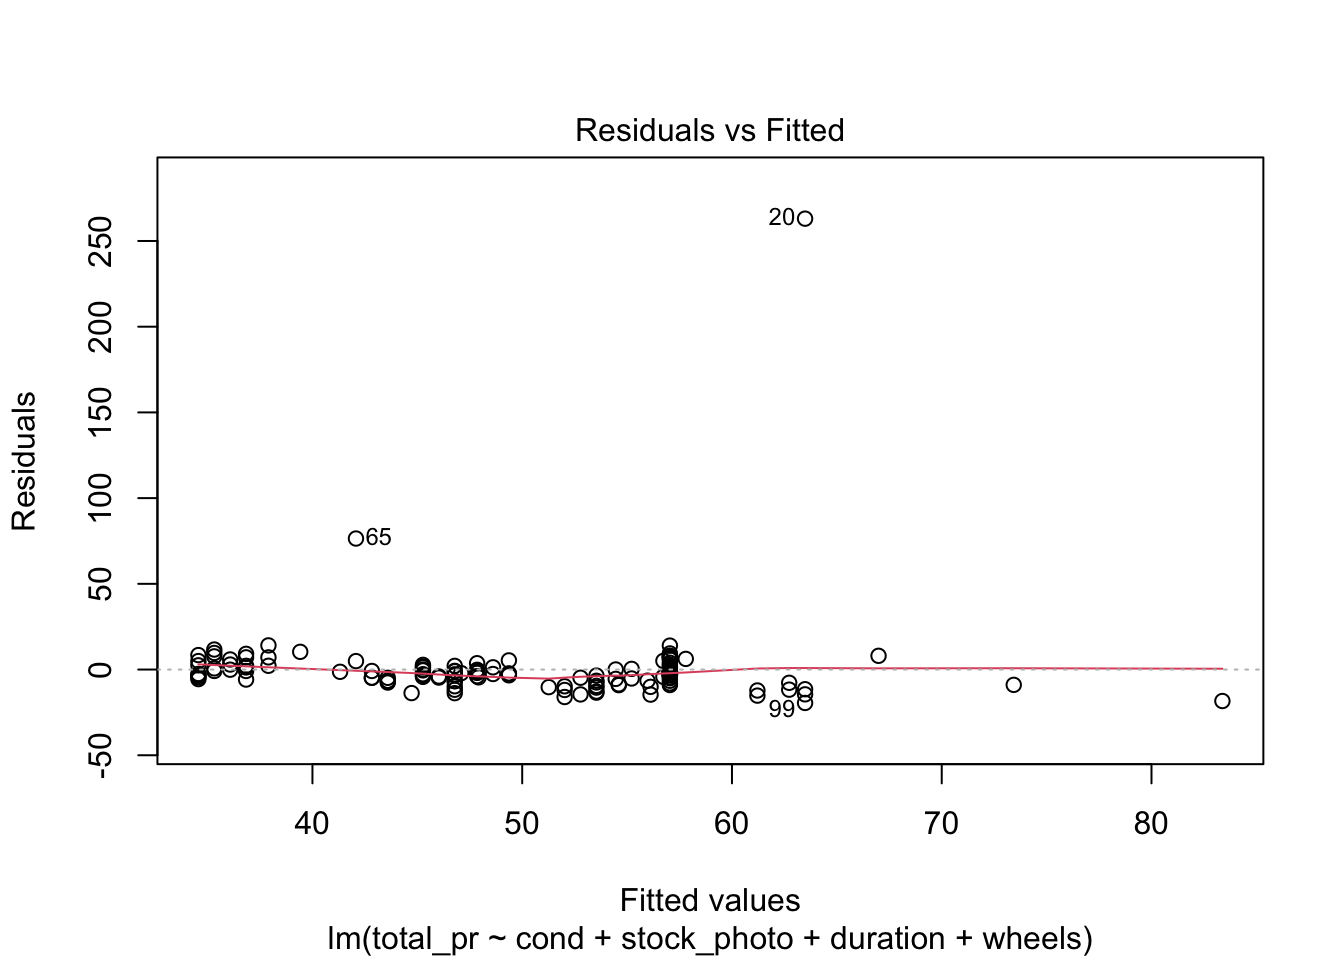 Residuals vs Fitted
Residuals
250
200
150
100
50
0
-50
20
65
99
40 50 60 70 80
Fitted values
lm(total_pr ~ cond + stock_photo + duration + wheels)